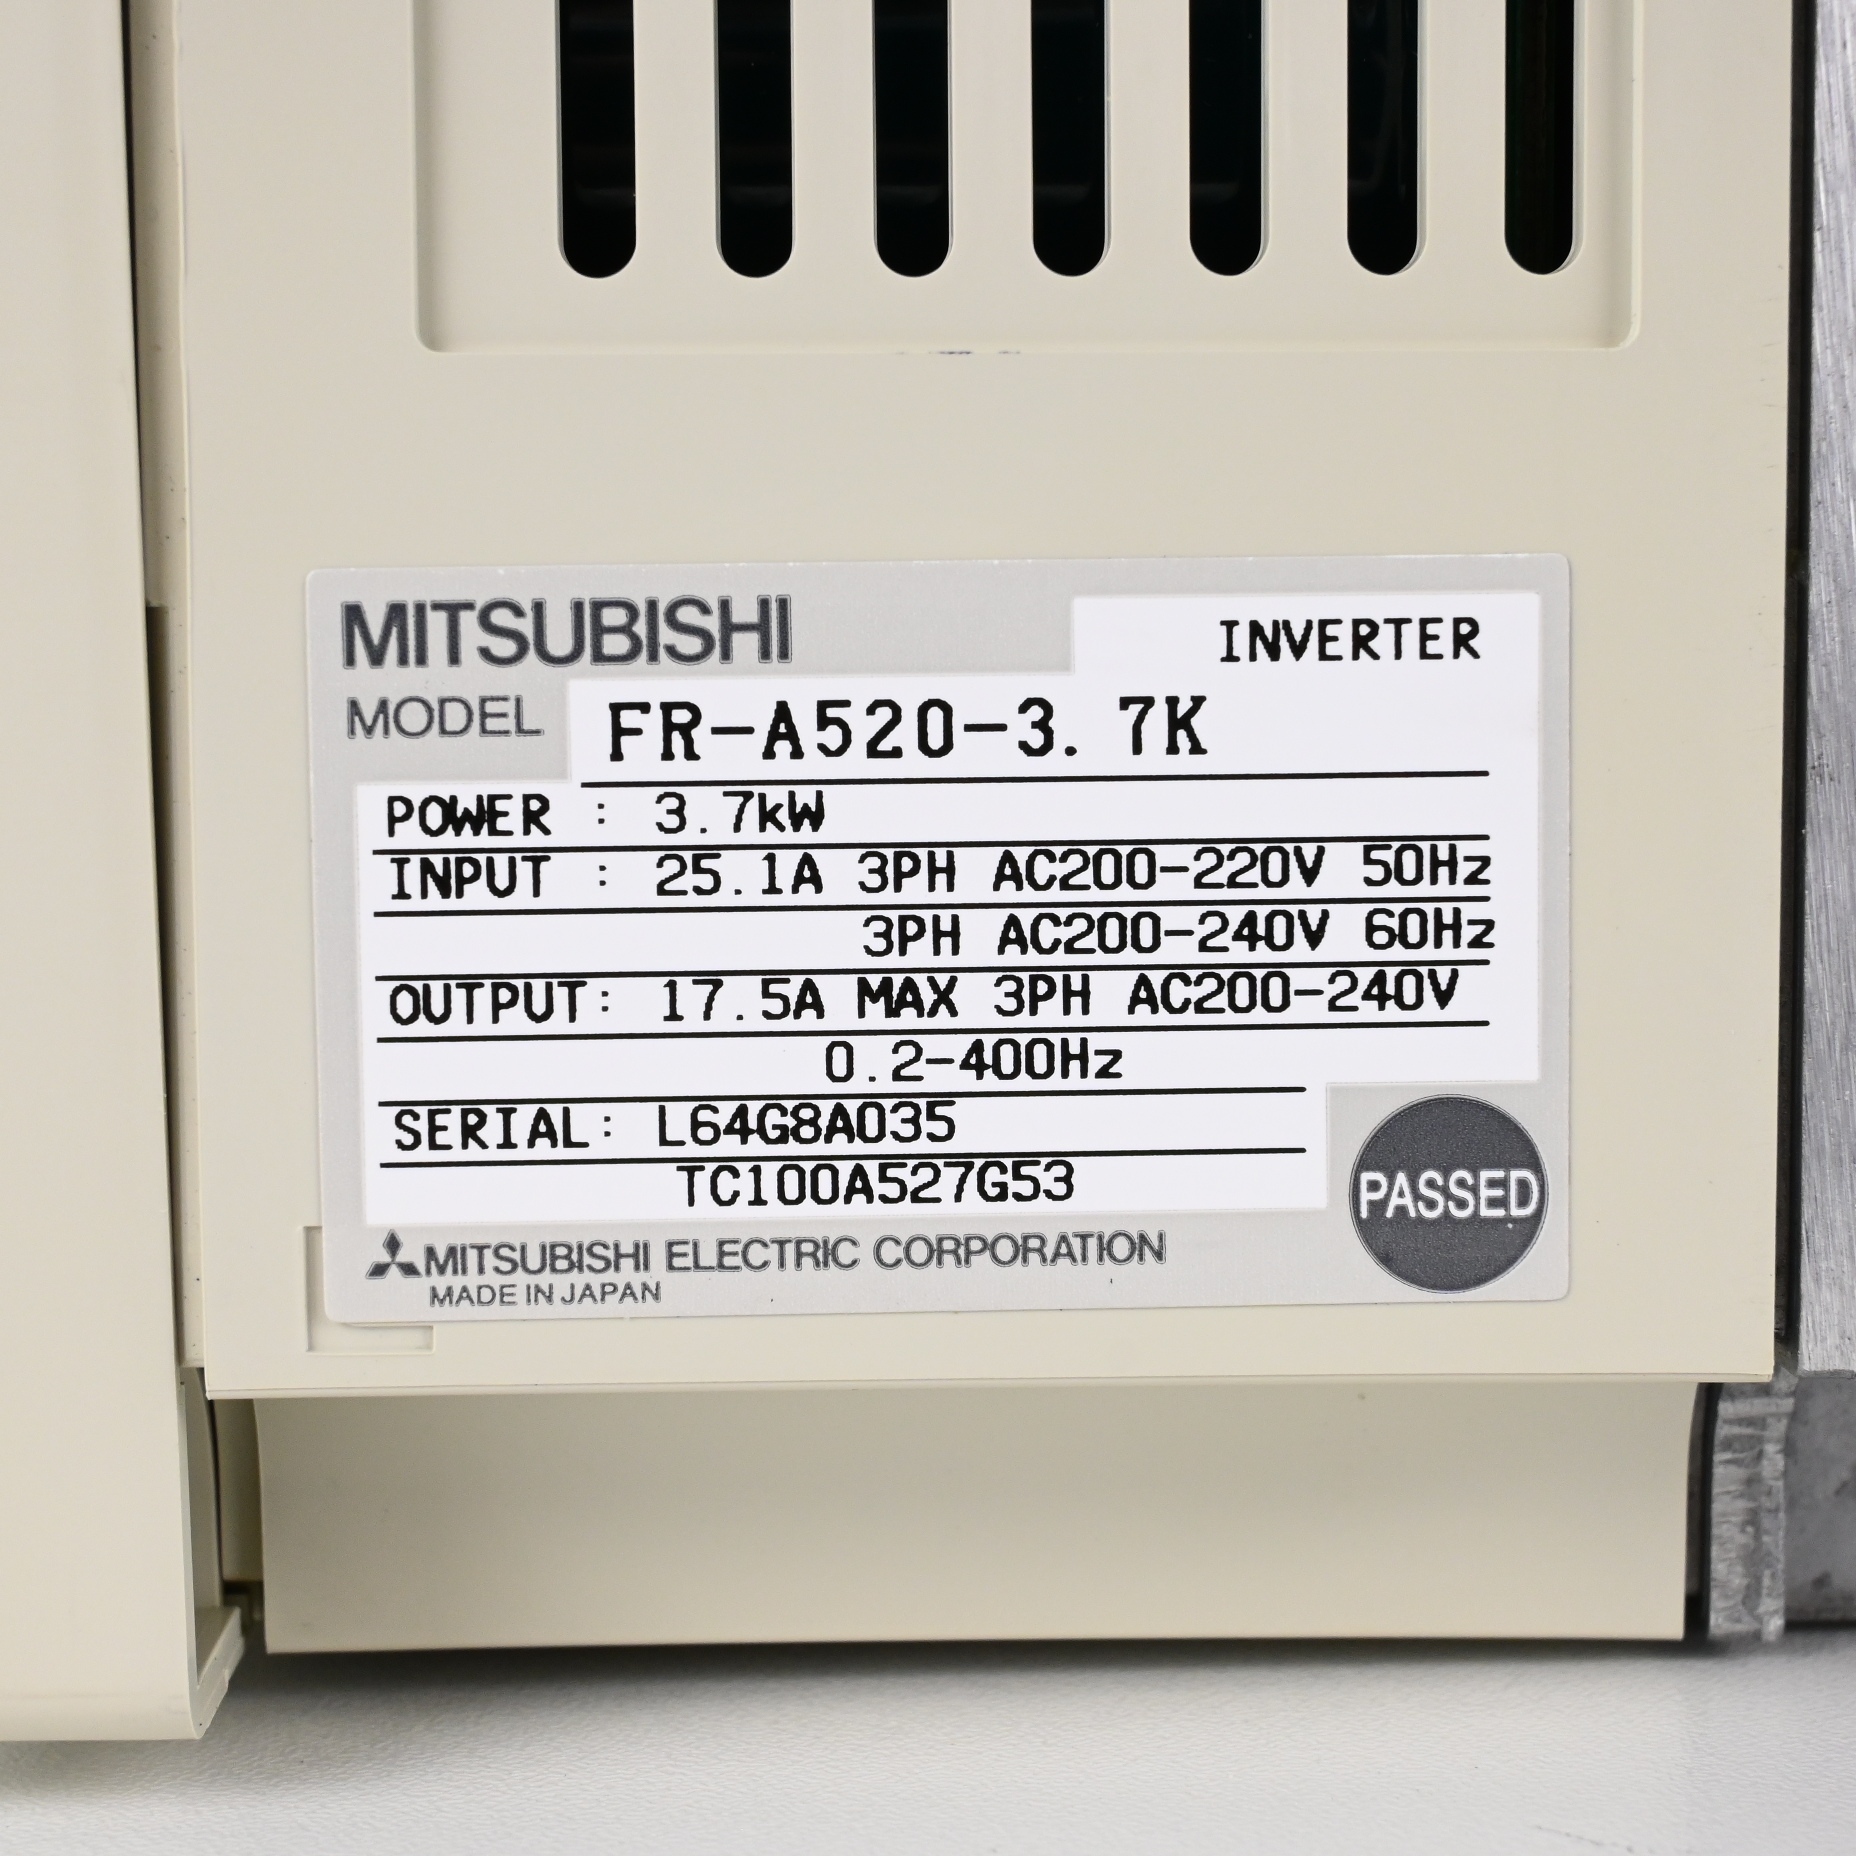 MITSUBISHI
INVERTER
MODEL FR-A520-3.7K
POWER : 3.7kW
INPUT : 25.1A 3PH AC200-220V 50Hz
3PH AC200-240V 60Hz
OUTPUT: 17.5A MAX 3PH AC200-240V
0.2-400Hz
SERIAL: L64G8A035
TC100A527G53
PASSED
MITSUBISHI ELECTRIC CORPORATION
MADE IN JAPAN